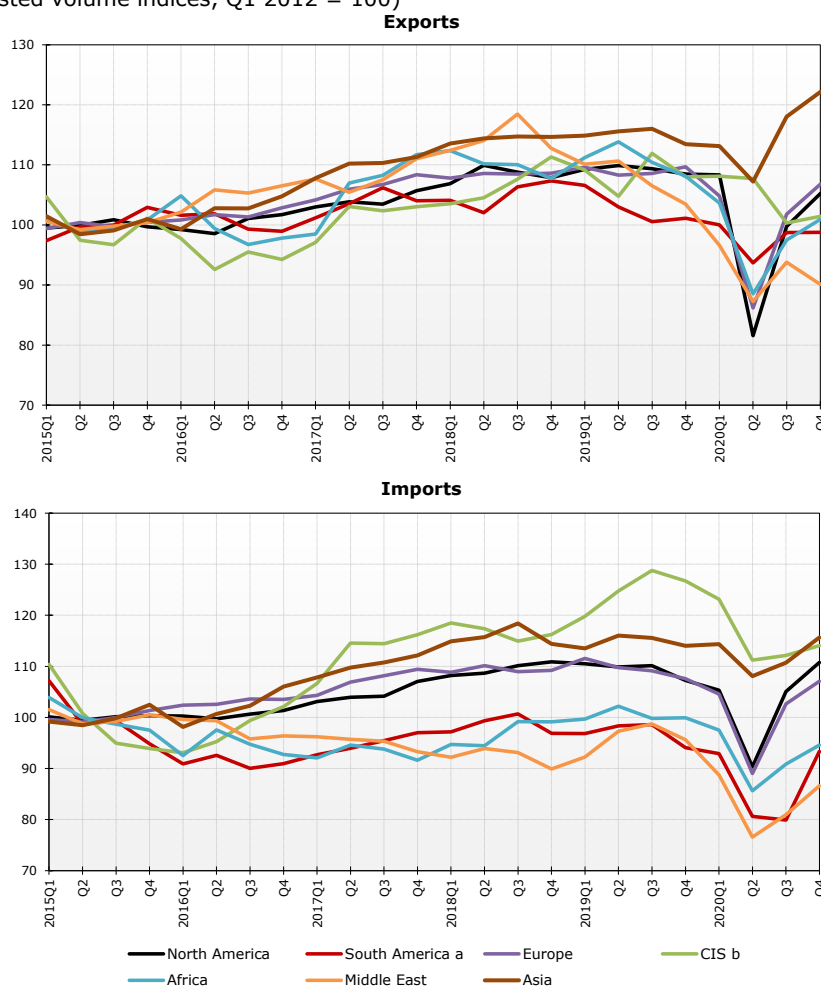 sted volume indices, Q1 2012 = 100)
Exports
130
120
110
100
90
80
70
2015Q1
Q2
Q3
Q4
2016Q1
Q2
Q3
Q4
2017Q1
Q2
Q3
Q4
2018Q1
Q2
Q3
Q4
2019Q1
Q2
Q3
Q4
2020Q1
Q2
Q3
Q4
Imports
140
130
120
110
100
90
80
70
2015Q1
Q2
Q3
Q4
2016Q1
Q2
Q3
Q4
2017Q1
Q2
Q3
Q4
2018Q1
Q2
Q3
Q4
2019Q1
Q2
Q3
Q4
2020Q1
Q2
Q3
Q4
North America South America a Europe CIS b
Africa Middle East Asia